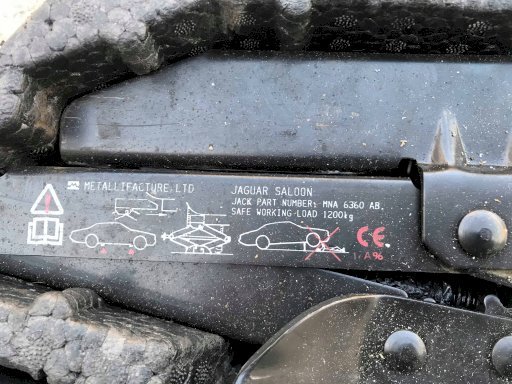 METALLIFACTURE LTD
JAGUAR SALOON
JACK PART NUMBER: MNA 6360 AB.
SAFE WORKING LOAD 1200kg
CE